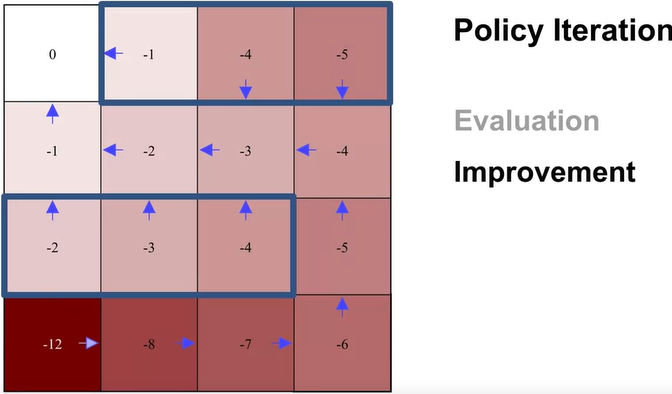 Policy Iteration
0 -1 -4 -5
Evaluation
-1 -2 -3 -4
Improvement
-2 -3 -4 -5
-12 -8 -7 -6